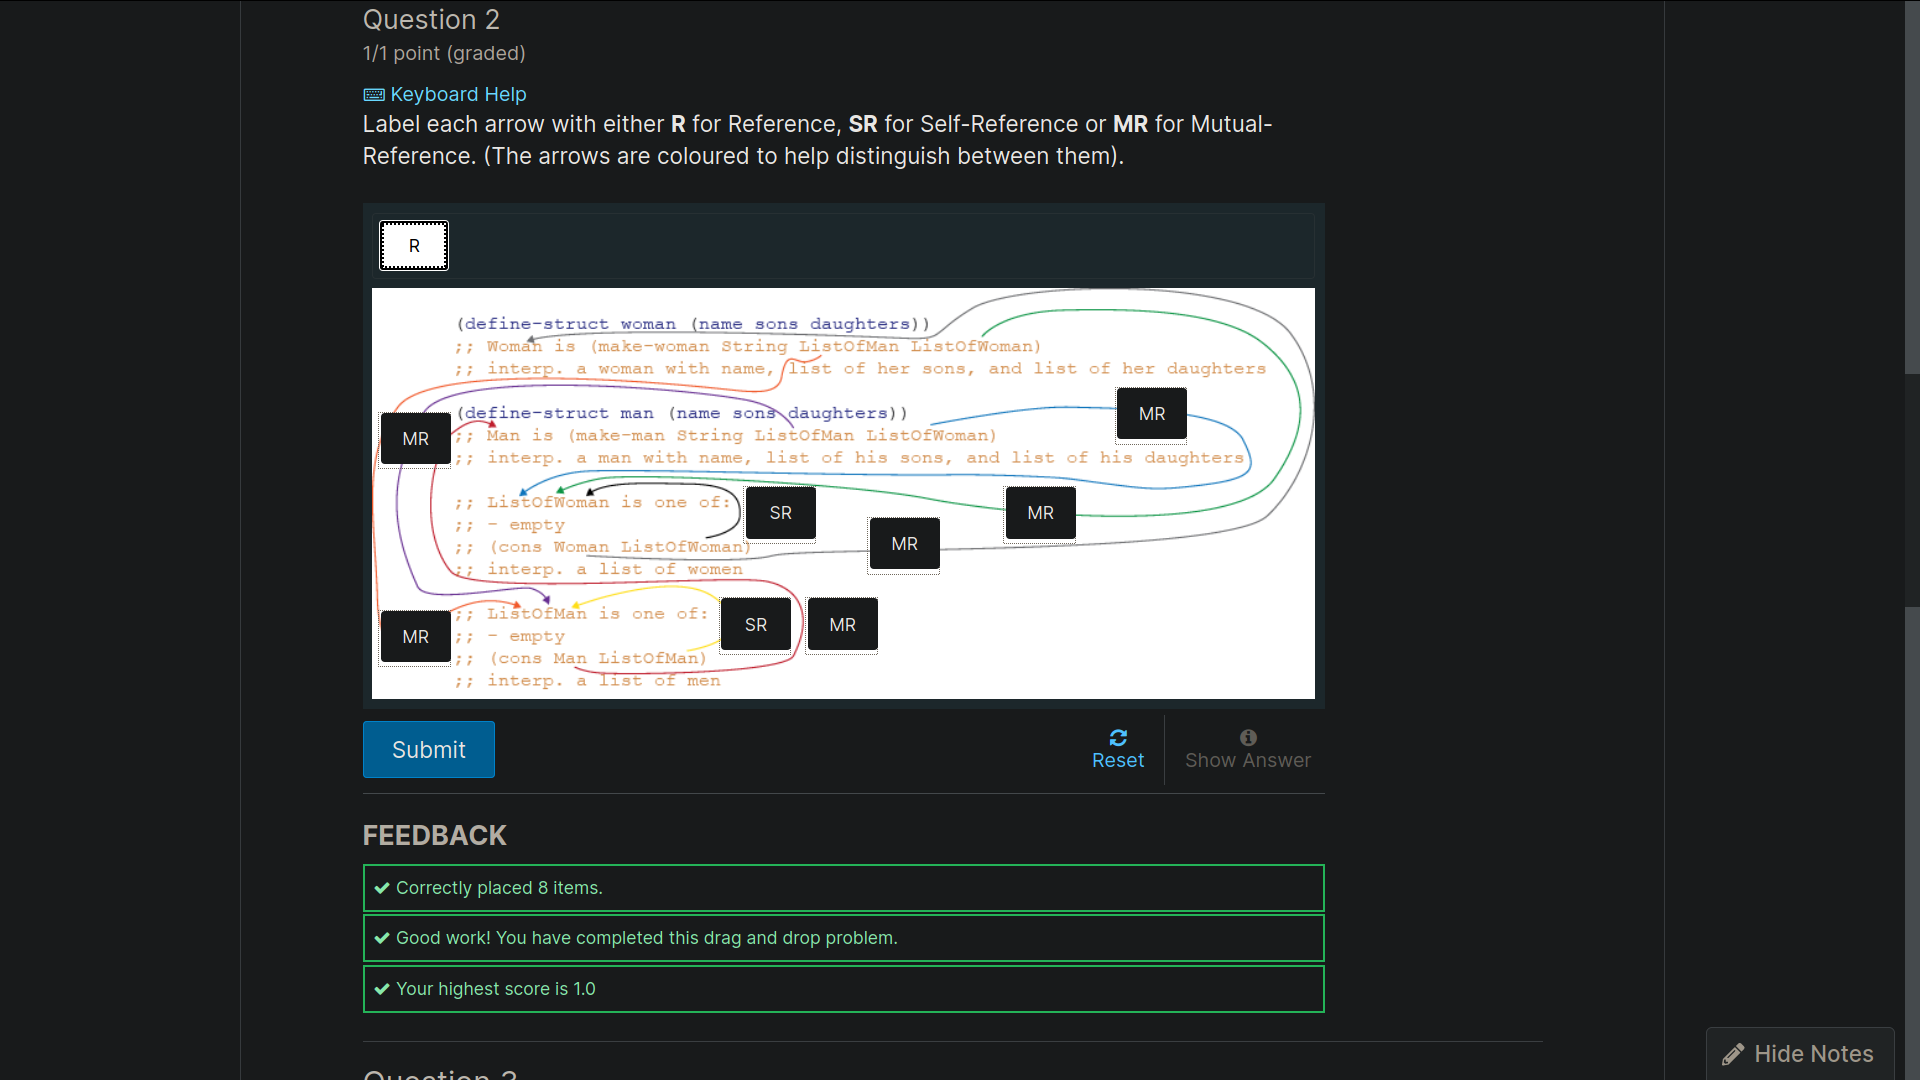 Question 2
1/1 point (graded)
Keyboard Help
Label each arrow with either R for Reference, SR for Self-Reference or MR for Mutual-
Reference. (The arrows are coloured to help distinguish between them).
R
(define-struct woman (name sons daughters))
;; Woman is (make-woman String ListOfMan ListOfWoman)
;; interp. a woman with name, list of her sons, and list of her daughters
MR
(define-struct man (name sons daughters))
MR
;; Man is (make-man String ListOfMan ListOfWoman)
;; interp. a man with name, list of his sons, and list of his daughters
;; ListOfWoman is one of:
SR
MR
;; - empty
MR
;; (cons Woman ListOfWoman)
;; interp. a list of women
;; ListOfMan is one of:
SR
MR
MR
;; - empty
;; (cons Man ListOfMan)
;; interp. a list of men
Submit
Reset
Show Answer
FEEDBACK
Correctly placed 8 items.
Good work! You have completed this drag and drop problem.
Your highest score is 1.0
Hide Notes
Question 3